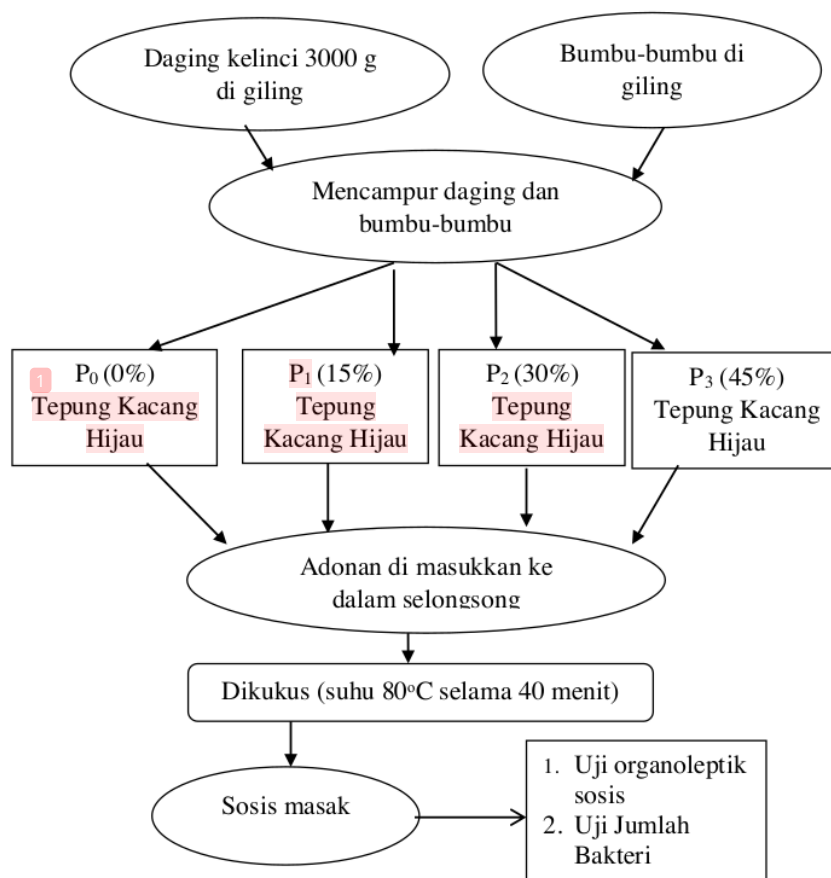 Daging kelinci 3000 g
di giling
Bumbu-bumbu di
giling
Mencampur daging dan
bumbu-bumbu
1
P₀ (0%)
Tepung Kacang
Hijau
P₁ (15%)
Tepung
Kacang Hijau
P₂ (30%)
Tepung
Kacang Hijau
P₃ (45%)
Tepung Kacang
Hijau
Adonan di masukkan ke
dalam selongsong
Dikukus (suhu 80°C selama 40 menit)
Sosis masak
1. Uji organoleptik
sosis
2. Uji Jumlah
Bakteri